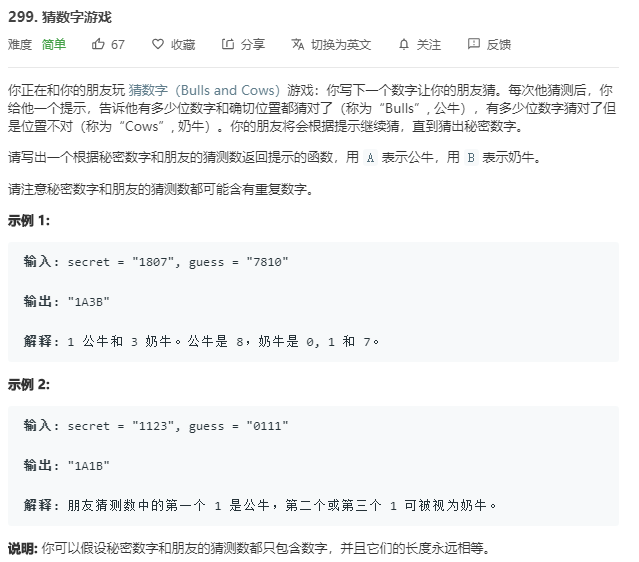 299. 猜数字游戏
难度 简单 67 收藏 分享 切换为英文 关注 反馈
你正在和你的朋友玩 猜数字（Bulls and Cows）游戏：你写下一个数字让你的朋友猜。每次他猜测后，你
给他一个提示，告诉他有多少位数字和确切位置都猜对了（称为“Bulls”, 公牛），有多少位数字猜对了但
是位置不对（称为“Cows”, 奶牛）。你的朋友将会根据提示继续猜，直到猜出秘密数字。
请写出一个根据秘密数字和朋友的猜测数返回提示的函数，用 A 表示公牛，用 B 表示奶牛。
请注意秘密数字和朋友的猜测数都可能含有重复数字。
示例 1:
输入: secret = "1807", guess = "7810"
输出: "1A3B"
解释: 1 公牛和 3 奶牛。公牛是 8，奶牛是 0, 1 和 7。
示例 2:
输入: secret = "1123", guess = "0111"
输出: "1A1B"
解释: 朋友猜测数中的第一个 1 是公牛，第二个或第三个 1 可被视为奶牛。
说明: 你可以假设秘密数字和朋友的猜测数都只包含数字，并且它们的长度永远相等。